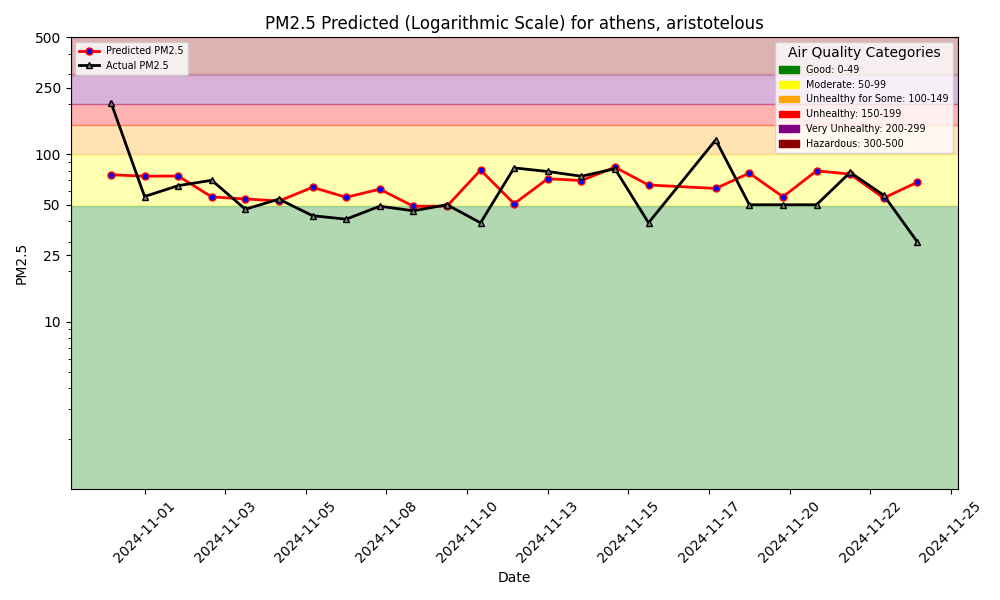 PM2.5 Predicted (Logarithmic Scale) for athens, aristotelous
Predicted PM2.5
Actual PM2.5
Air Quality Categories
Good: 0-49
Moderate: 50-99
Unhealthy for Some: 100-149
Unhealthy: 150-199
Very Unhealthy: 200-299
Hazardous: 300-500
500
250
100
50
25
10
PM2.5
2024-11-01
2024-11-03
2024-11-05
2024-11-08
2024-11-10
2024-11-13
2024-11-15
2024-11-17
2024-11-20
2024-11-22
2024-11-25
Date